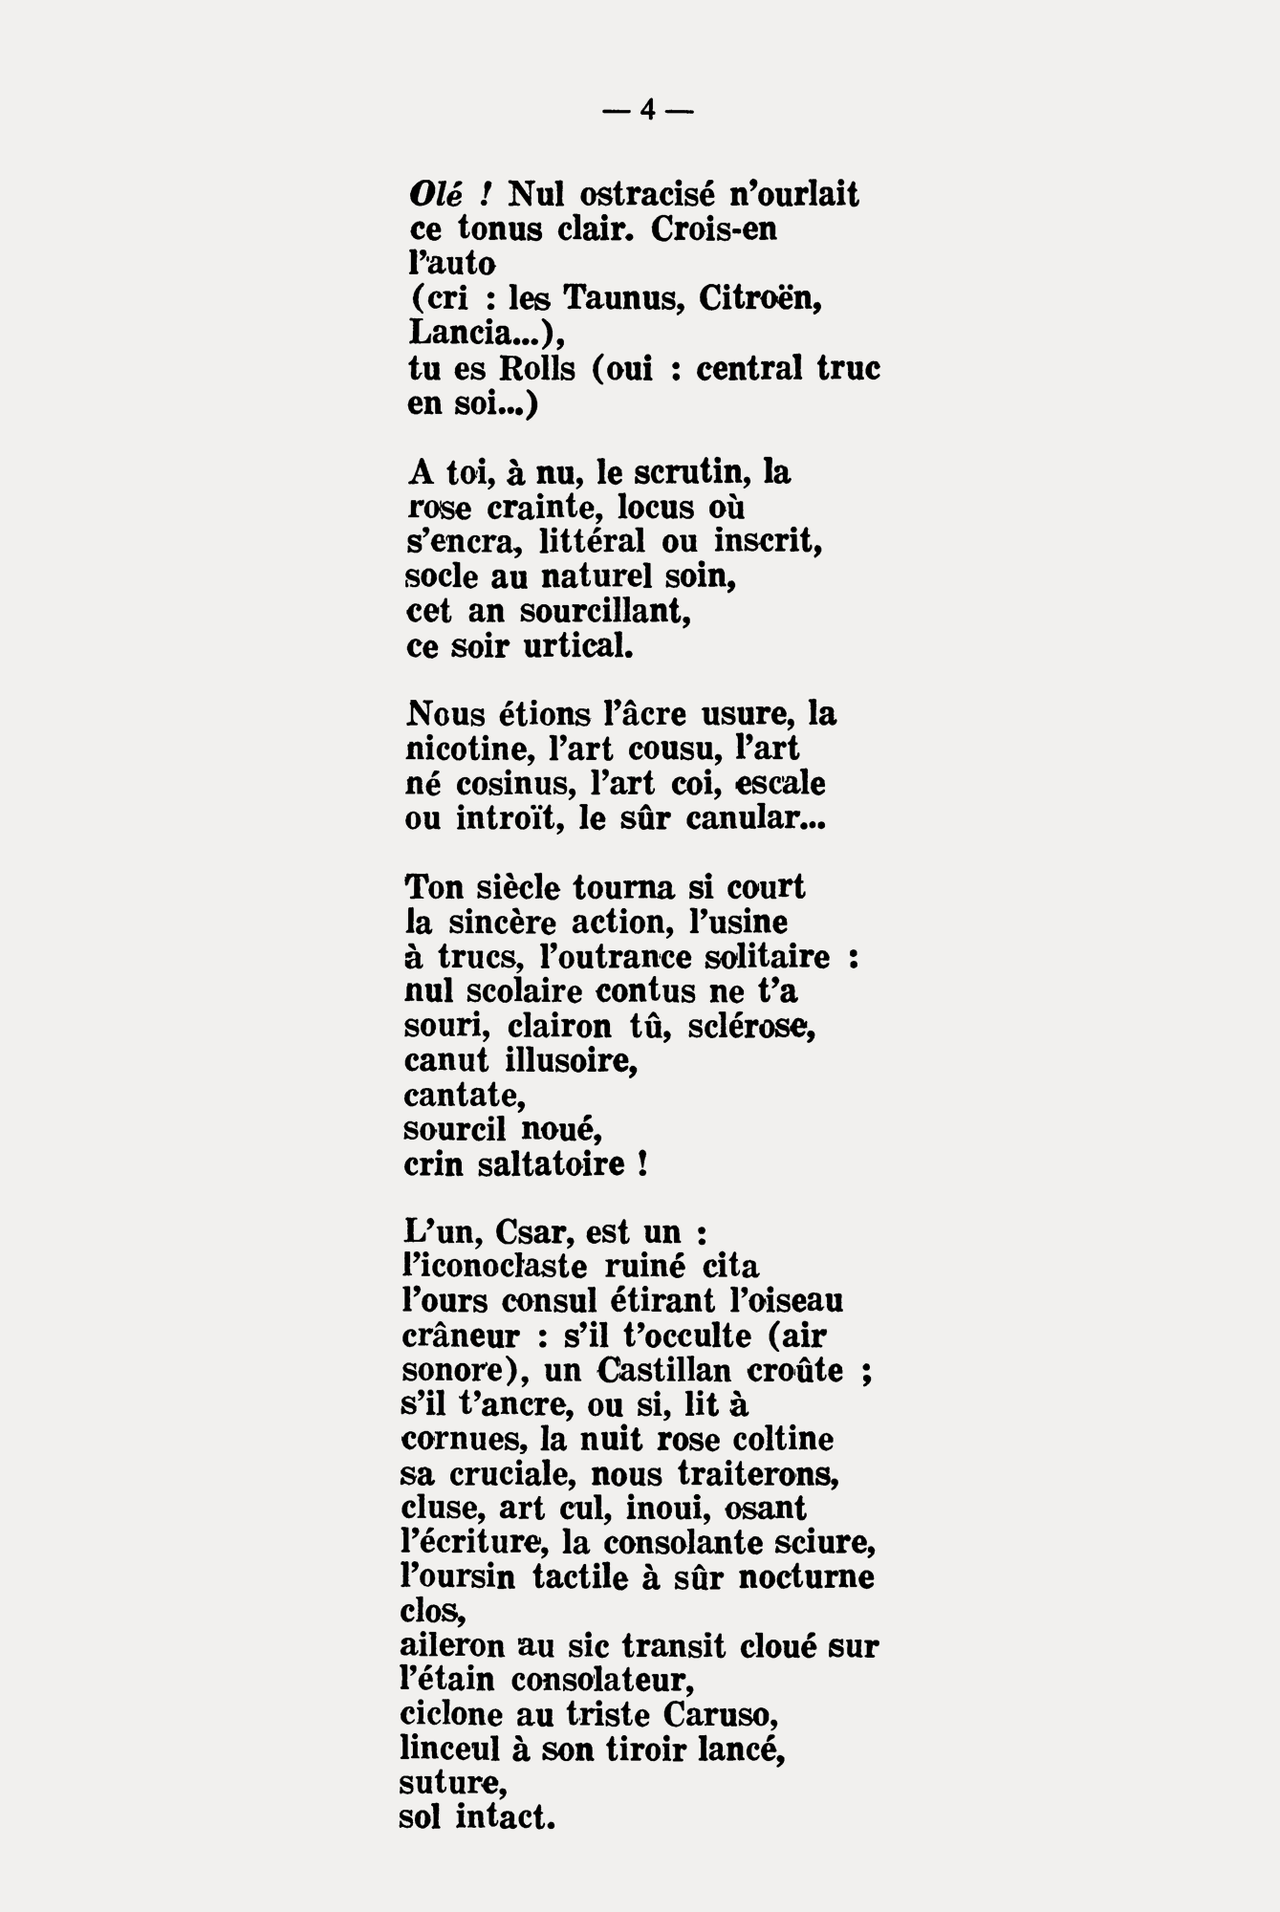 — 4 —
Olé ! Nul ostracisé n’ourlait
ce tonus clair. Crois-en
l’auto
(cri : les Taunus, Citroën,
Lancia...),
tu es Rolls (oui : central truc
en soi...)
A toi, à nu, le scrutin, la
rose crainte, locus où
s’encra, littéral ou inscrit,
socle au naturel soin,
cet an sourcillant,
ce soir urtical.
Nous étions l’âcre usure, la
nicotine, l’art cousu, l’art
né cosinus, l’art coi, escale
ou introït, le sûr canular...
Ton siècle tourna si court
la sincère action, l’usine
à trucs, l’outrance solitaire :
nul scolaire contus ne t’a
souri, clairon tû, sclérose,
canut illusoire,
cantate,
sourcil noué,
crin saltatoire !
L’un, Csar, est un :
l’iconoclaste ruiné cita
l’ours consul étirant l’oiseau
crâneur : s’il t’occulte (air
sonore), un Castillan croûte ;
s’il t’ancre, ou si, lit à
cornues, la nuit rose coltine
sa cruciale, nous traiterons,
cluse, art cul, inoui, osant
l’écriture, la consolante sciure,
l’oursin tactile à sûr nocturne
clos,
aileron au sic transit cloué sur
l’étain consolateur,
ciclone au triste Caruso,
linceul à son tiroir lancé,
suture,
sol intact.